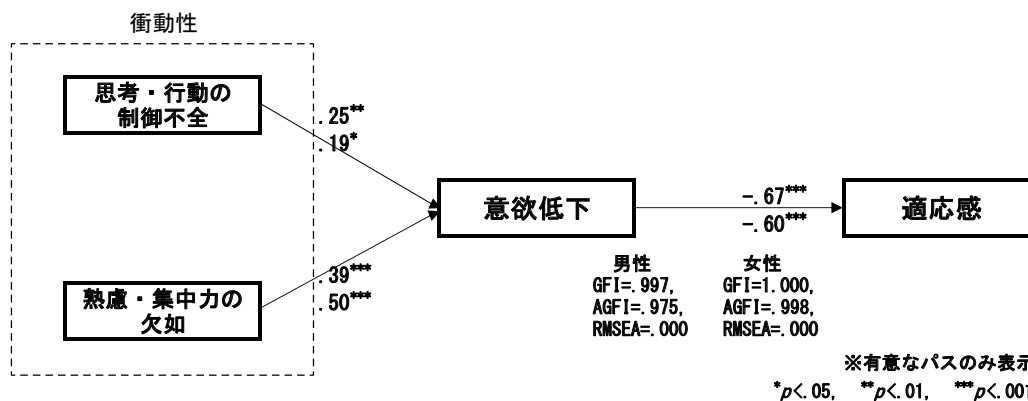 衝動性
思考・行動の
制御不全
.25**
.19*
意欲低下
-.67***
-.60***
適応感
熟慮・集中力の
欠如
.39***
.50***
男性
GFI=.997,
AGFI=.975,
RMSEA=.000
女性
GFI=1.000,
AGFI=.998,
RMSEA=.000
※有意なパスのみ表示
*p<.05, **p<.01, ***p<.001